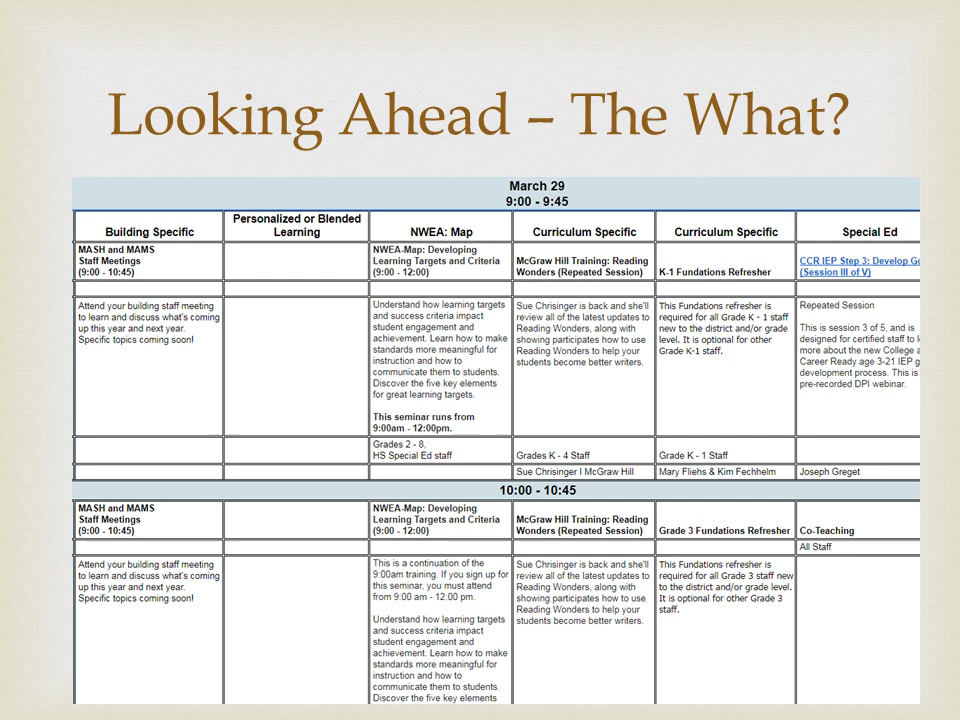 Looking Ahead – The What?
March 29
9:00 - 9:45
Building Specific
Personalized or Blended
Learning
NWEA: Map
Curriculum Specific
Curriculum Specific
Special Ed
MASH and MAMS
Staff Meetings
(9:00 - 10:45)
NWEA-Map: Developing
Learning Targets and Criteria
(9:00 - 12:00)
McGraw Hill Training: Reading
Wonders (Repeated Session)
K-1 Fundations Refresher
CCR IEP Step 3: Develop Go
(Session III of V)
Attend your building staff meeting
to learn and discuss what's coming
up this year and next year.
Specific topics coming soon!
Understand how learning targets
and success criteria impact
student engagement and
achievement. Learn how to make
standards more meaningful for
instruction and how to
communicate them to students.
Discover the five key elements
for great learning targets.
This seminar runs from
9:00am - 12:00pm.
Sue Chrisinger is back and she'll
review all of the latest updates to
Reading Wonders, along with
showing participates how to use
Reading Wonders to help your
students become better writers.
This Fundations refresher is
required for all Grade K - 1 staff
new to the district and/or grade
level. It is optional for other
Grade K-1 staff.
Repeated Session
This is session 3 of 5, and is
designed for certified staff to
more about the new College
Career Ready age 3-21 IEP g
development process. This is
pre-recorded DPI webinar.
Grades 2 - 8,
HS Special Ed staff
Grades K - 4 Staff
Grade K - 1 Staff
Sue Chrisinger I McGraw Hill
Mary Fliehs & Kim Fechhelm
Joseph Greget
10:00 - 10:45
MASH and MAMS
Staff Meetings
(9:00 - 10:45)
NWEA-Map: Developing
Learning Targets and Criteria
(9:00 - 12:00)
McGraw Hill Training: Reading
Wonders (Repeated Session)
Grade 3 Fundations Refresher
Co-Teaching
All Staff
Attend your building staff meeting
to learn and discuss what's coming
up this year and next year.
Specific topics coming soon!
This is a continuation of the
9:00am training. If you sign up for
this seminar, you must attend
from 9:00 am - 12:00 pm.
Understand how learning targets
and success criteria impact
student engagement and
achievement. Learn how to make
standards more meaningful for
instruction and how to
communicate them to students.
Discover the five key elements
Sue Chrisinger is back and she'll
review all of the latest updates to
Reading Wonders, along with
showing participates how to use
Reading Wonders to help your
students become better writers.
This Fundations refresher is
required for all Grade 3 staff new
to the district and/or grade level.
It is optional for other Grade 3
staff.